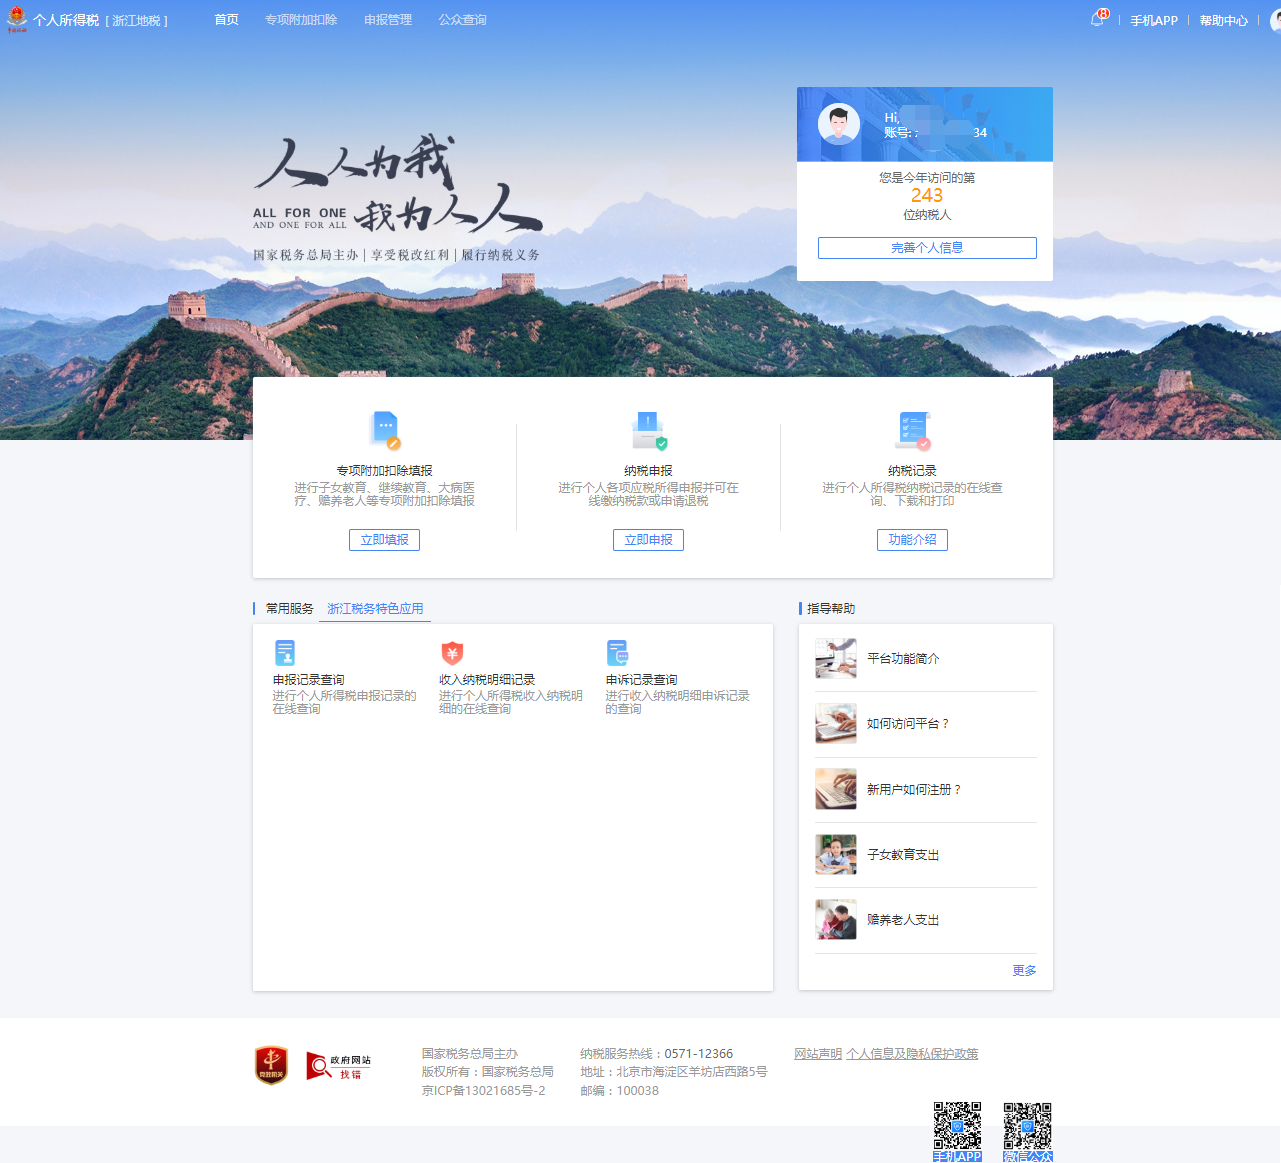 个人所得税 [ 浙江地税 ] 首页 专项附加扣除 申报管理 公众查询 手机APP 帮助中心
人人为我
ALL FOR ONE
AND ONE FOR ALL
我为人人
国家税务总局主办 | 享受税改红利 | 履行纳税义务
Hi,
账号: : 34
您是今年访问的第
243
位纳税人
完善个人信息
专项附加扣除填报
进行子女教育、继续教育、大病医
疗、赡养老人等专项附加扣除填报
立即填报
纳税申报
进行个人各项应税所得申报并可在
线缴纳税款或申请退税
立即申报
纳税记录
进行个人所得税纳税记录的在线查
询、下载和打印
功能介绍
常用服务 浙江税务特色应用
申报记录查询
进行个人所得税申报记录的
在线查询
收入纳税明细记录
进行个人所得税收入纳税明
细的在线查询
申诉记录查询
进行收入纳税明细申诉记录
的查询
指导帮助
平台功能简介
如何访问平台？
新用户如何注册？
子女教育支出
赡养老人支出
更多
党政机关
政府网站
找错
国家税务总局主办
版权所有：国家税务总局
京ICP备13021685号-2
纳税服务热线：0571-12366
地址：北京市海淀区羊坊店西路5号
邮编：100038
网站声明 个人信息及隐私保护政策
手机APP
微信公众